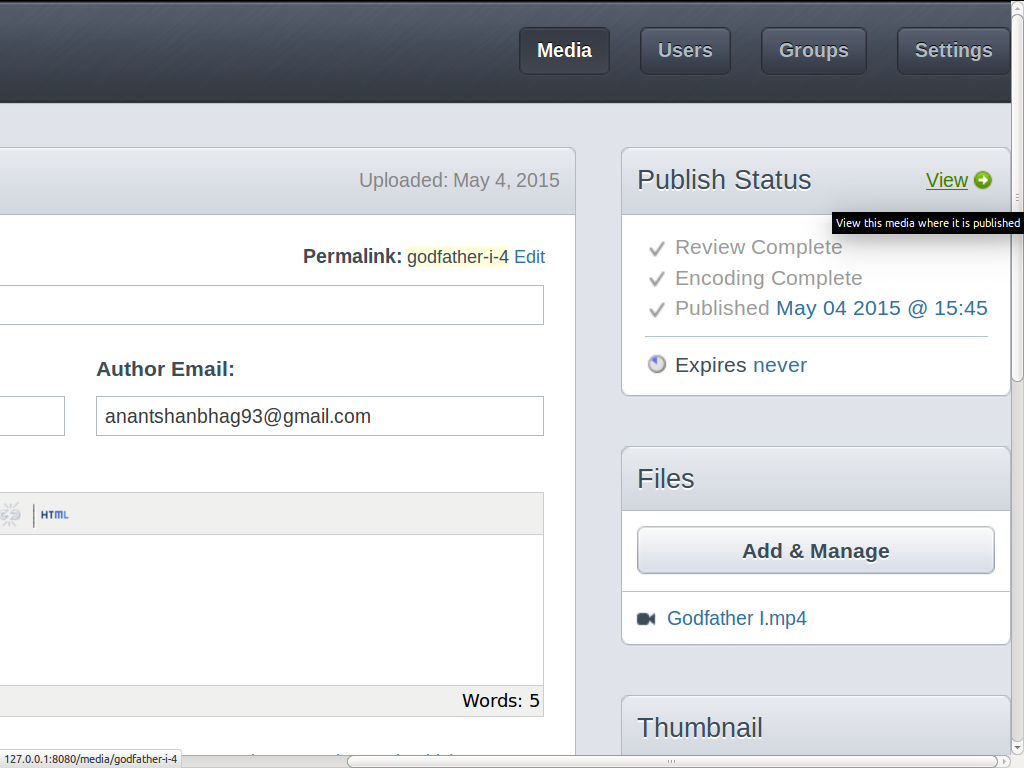 Media Users Groups Settings
Uploaded: May 4, 2015
Permalink: godfather-i-4 Edit
Author Email:
anantshanbhag93@gmail.com
HTML
Words: 5
Publish Status View
View this media where it is published
Review Complete
Encoding Complete
Published May 04 2015 @ 15:45
Expires never
Files
Add & Manage
Godfather I.mp4
Thumbnail
127.0.0.1:8080/media/godfather-i-4